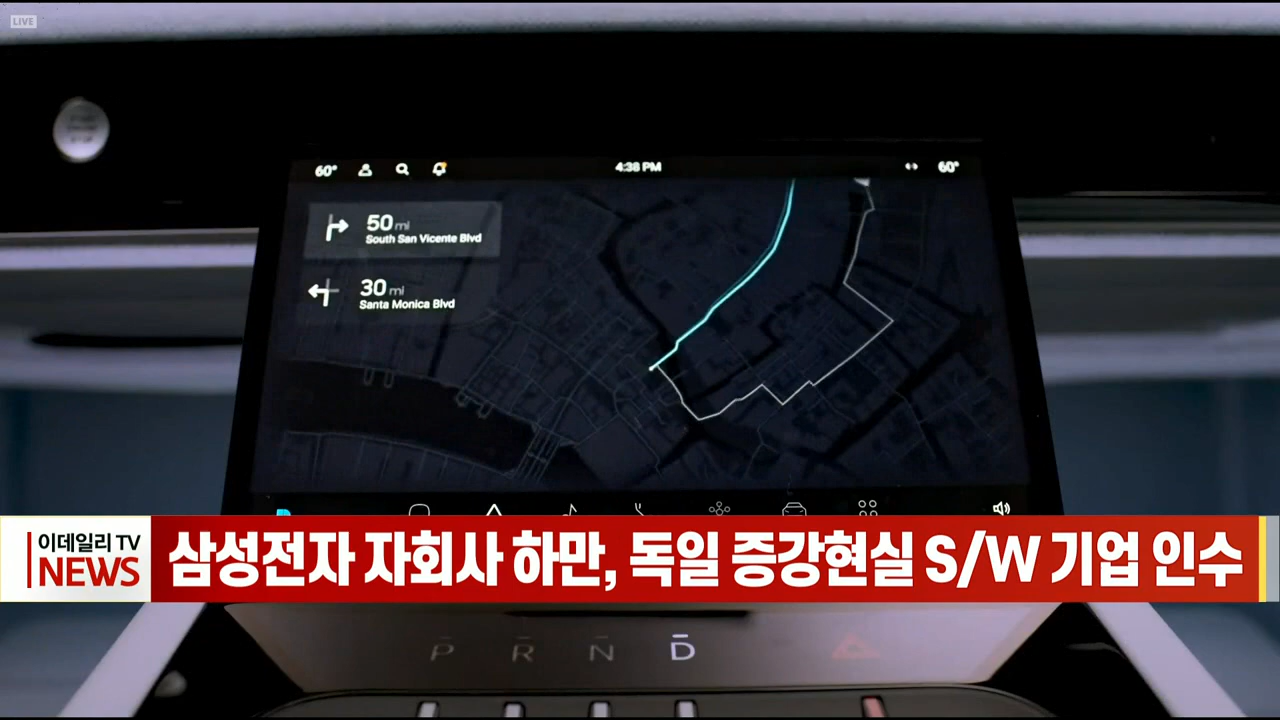 LIVE
60°
4:38 PM
60°
50 mi
South San Vicente Blvd
30 mi
Santa Monica Blvd
이데일리 TV
NEWS
삼성전자 자회사 하만, 독일 증강현실 S/W 기업 인수
P R N D